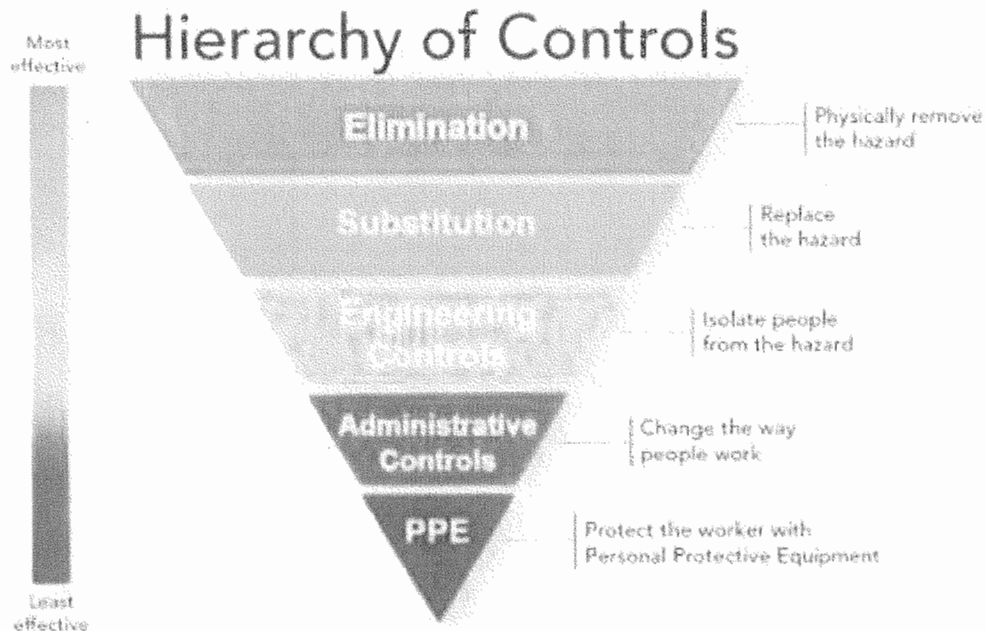 Hierarchy of Controls
Most
effective
Elimination
Physically remove
the hazard
Substitution
Replace
the hazard
Engineering
Controls
Isolate people
from the hazard
Administrative
Controls
Change the way
people work
PPE
Protect the worker with
Personal Protective Equipment
Least
effective